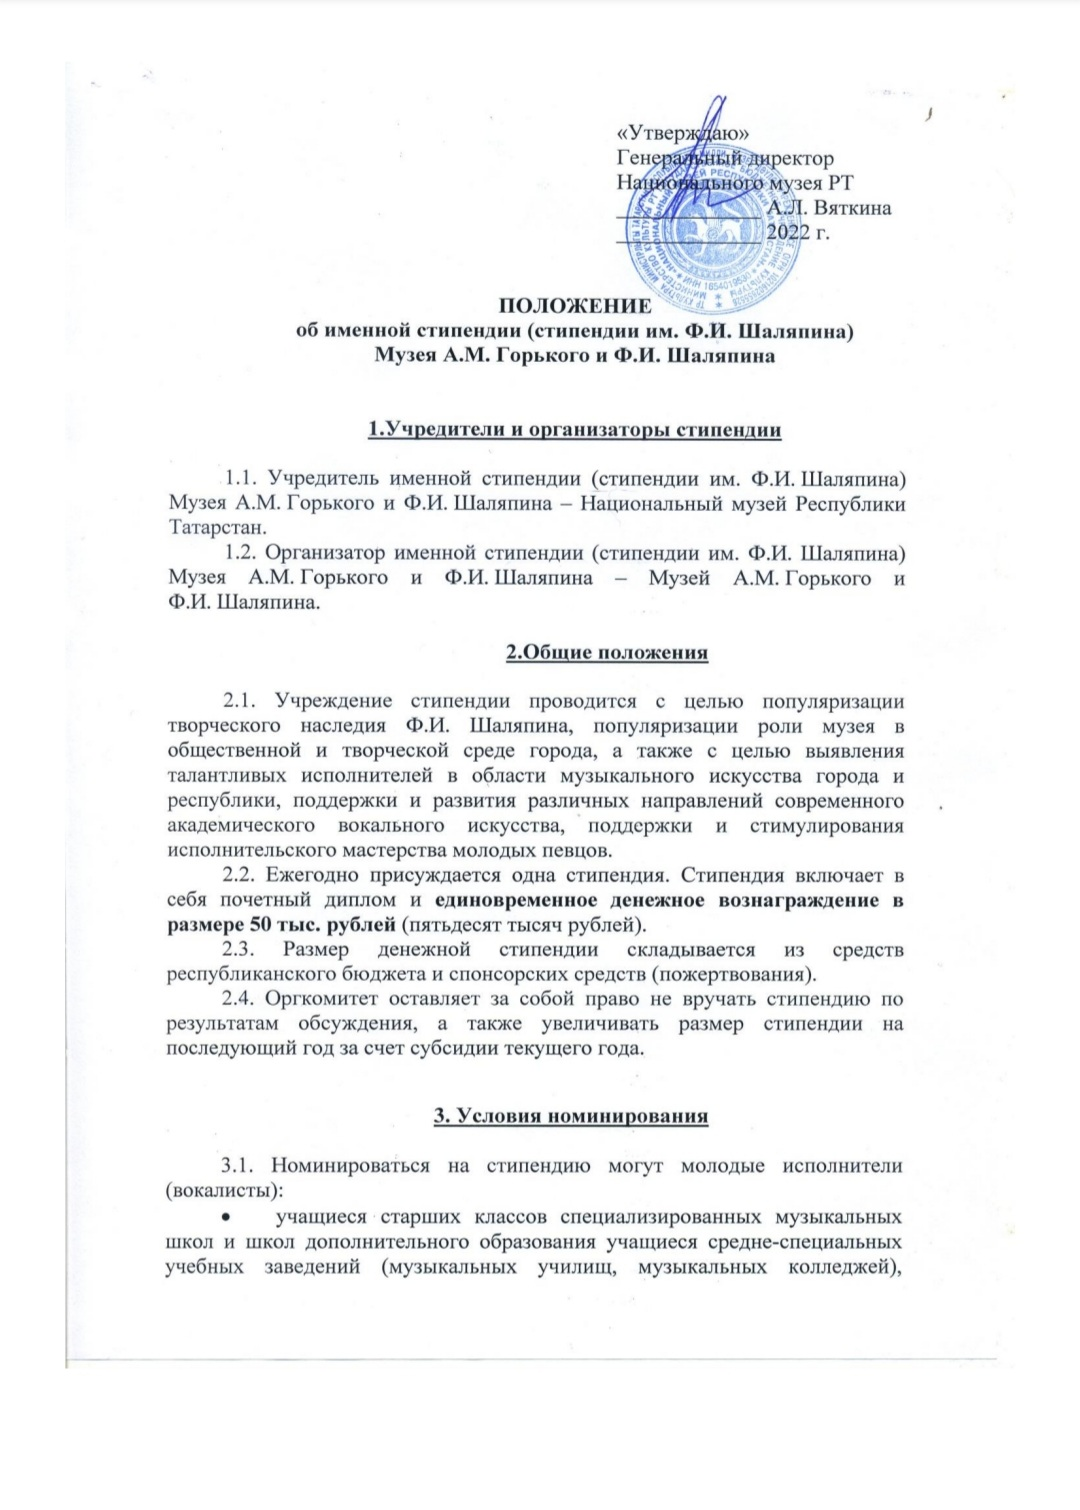 «Утверждаю»
Генеральный директор
Национального музея РТ
_____________ А.Л. Вяткина
_____________ 2022 г.
ПОЛОЖЕНИЕ
об именной стипендии (стипендии им. Ф.И. Шаляпина)
Музея А.М. Горького и Ф.И. Шаляпина
1.Учредители и организаторы стипендии
1.1. Учредитель именной стипендии (стипендии им. Ф.И. Шаляпина)
Музея А.М. Горького и Ф.И. Шаляпина – Национальный музей Республики
Татарстан.
1.2. Организатор именной стипендии (стипендии им. Ф.И. Шаляпина)
Музея А.М. Горького и Ф.И. Шаляпина – Музей А.М. Горького и
Ф.И. Шаляпина.
2.Общие положения
2.1. Учреждение стипендии проводится с целью популяризации
творческого наследия Ф.И. Шаляпина, популяризации роли музея в
общественной и творческой среде города, а также с целью выявления
талантливых исполнителей в области музыкального искусства города и
республики, поддержки и развития различных направлений современного
академического вокального искусства, поддержки и стимулирования
исполнительского мастерства молодых певцов.
2.2. Ежегодно присуждается одна стипендия. Стипендия включает в
себя почетный диплом и единовременное денежное вознаграждение в
размере 50 тыс. рублей (пятьдесят тысяч рублей).
2.3. Размер денежной стипендии складывается из средств
республиканского бюджета и спонсорских средств (пожертвования).
2.4. Оргкомитет оставляет за собой право не вручать стипендию по
результатам обсуждения, а также увеличивать размер стипендии на
последующий год за счет субсидии текущего года.
3. Условия номинирования
3.1. Номинироваться на стипендию могут молодые исполнители
(вокалисты):
• учащиеся старших классов специализированных музыкальных
школ и школ дополнительного образования учащиеся средне-специальных
учебных заведений (музыкальных училищ, музыкальных колледжей),